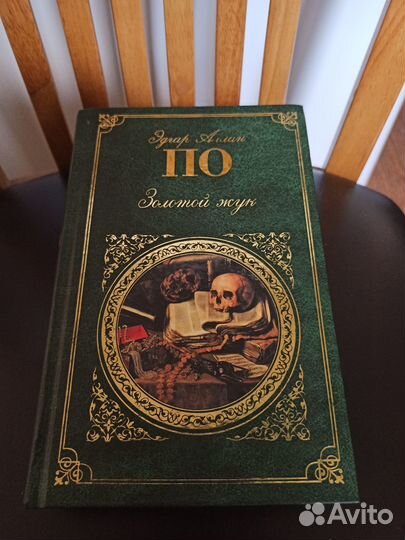 Эдгар Аллан
ПО
Золотой жук
Avito